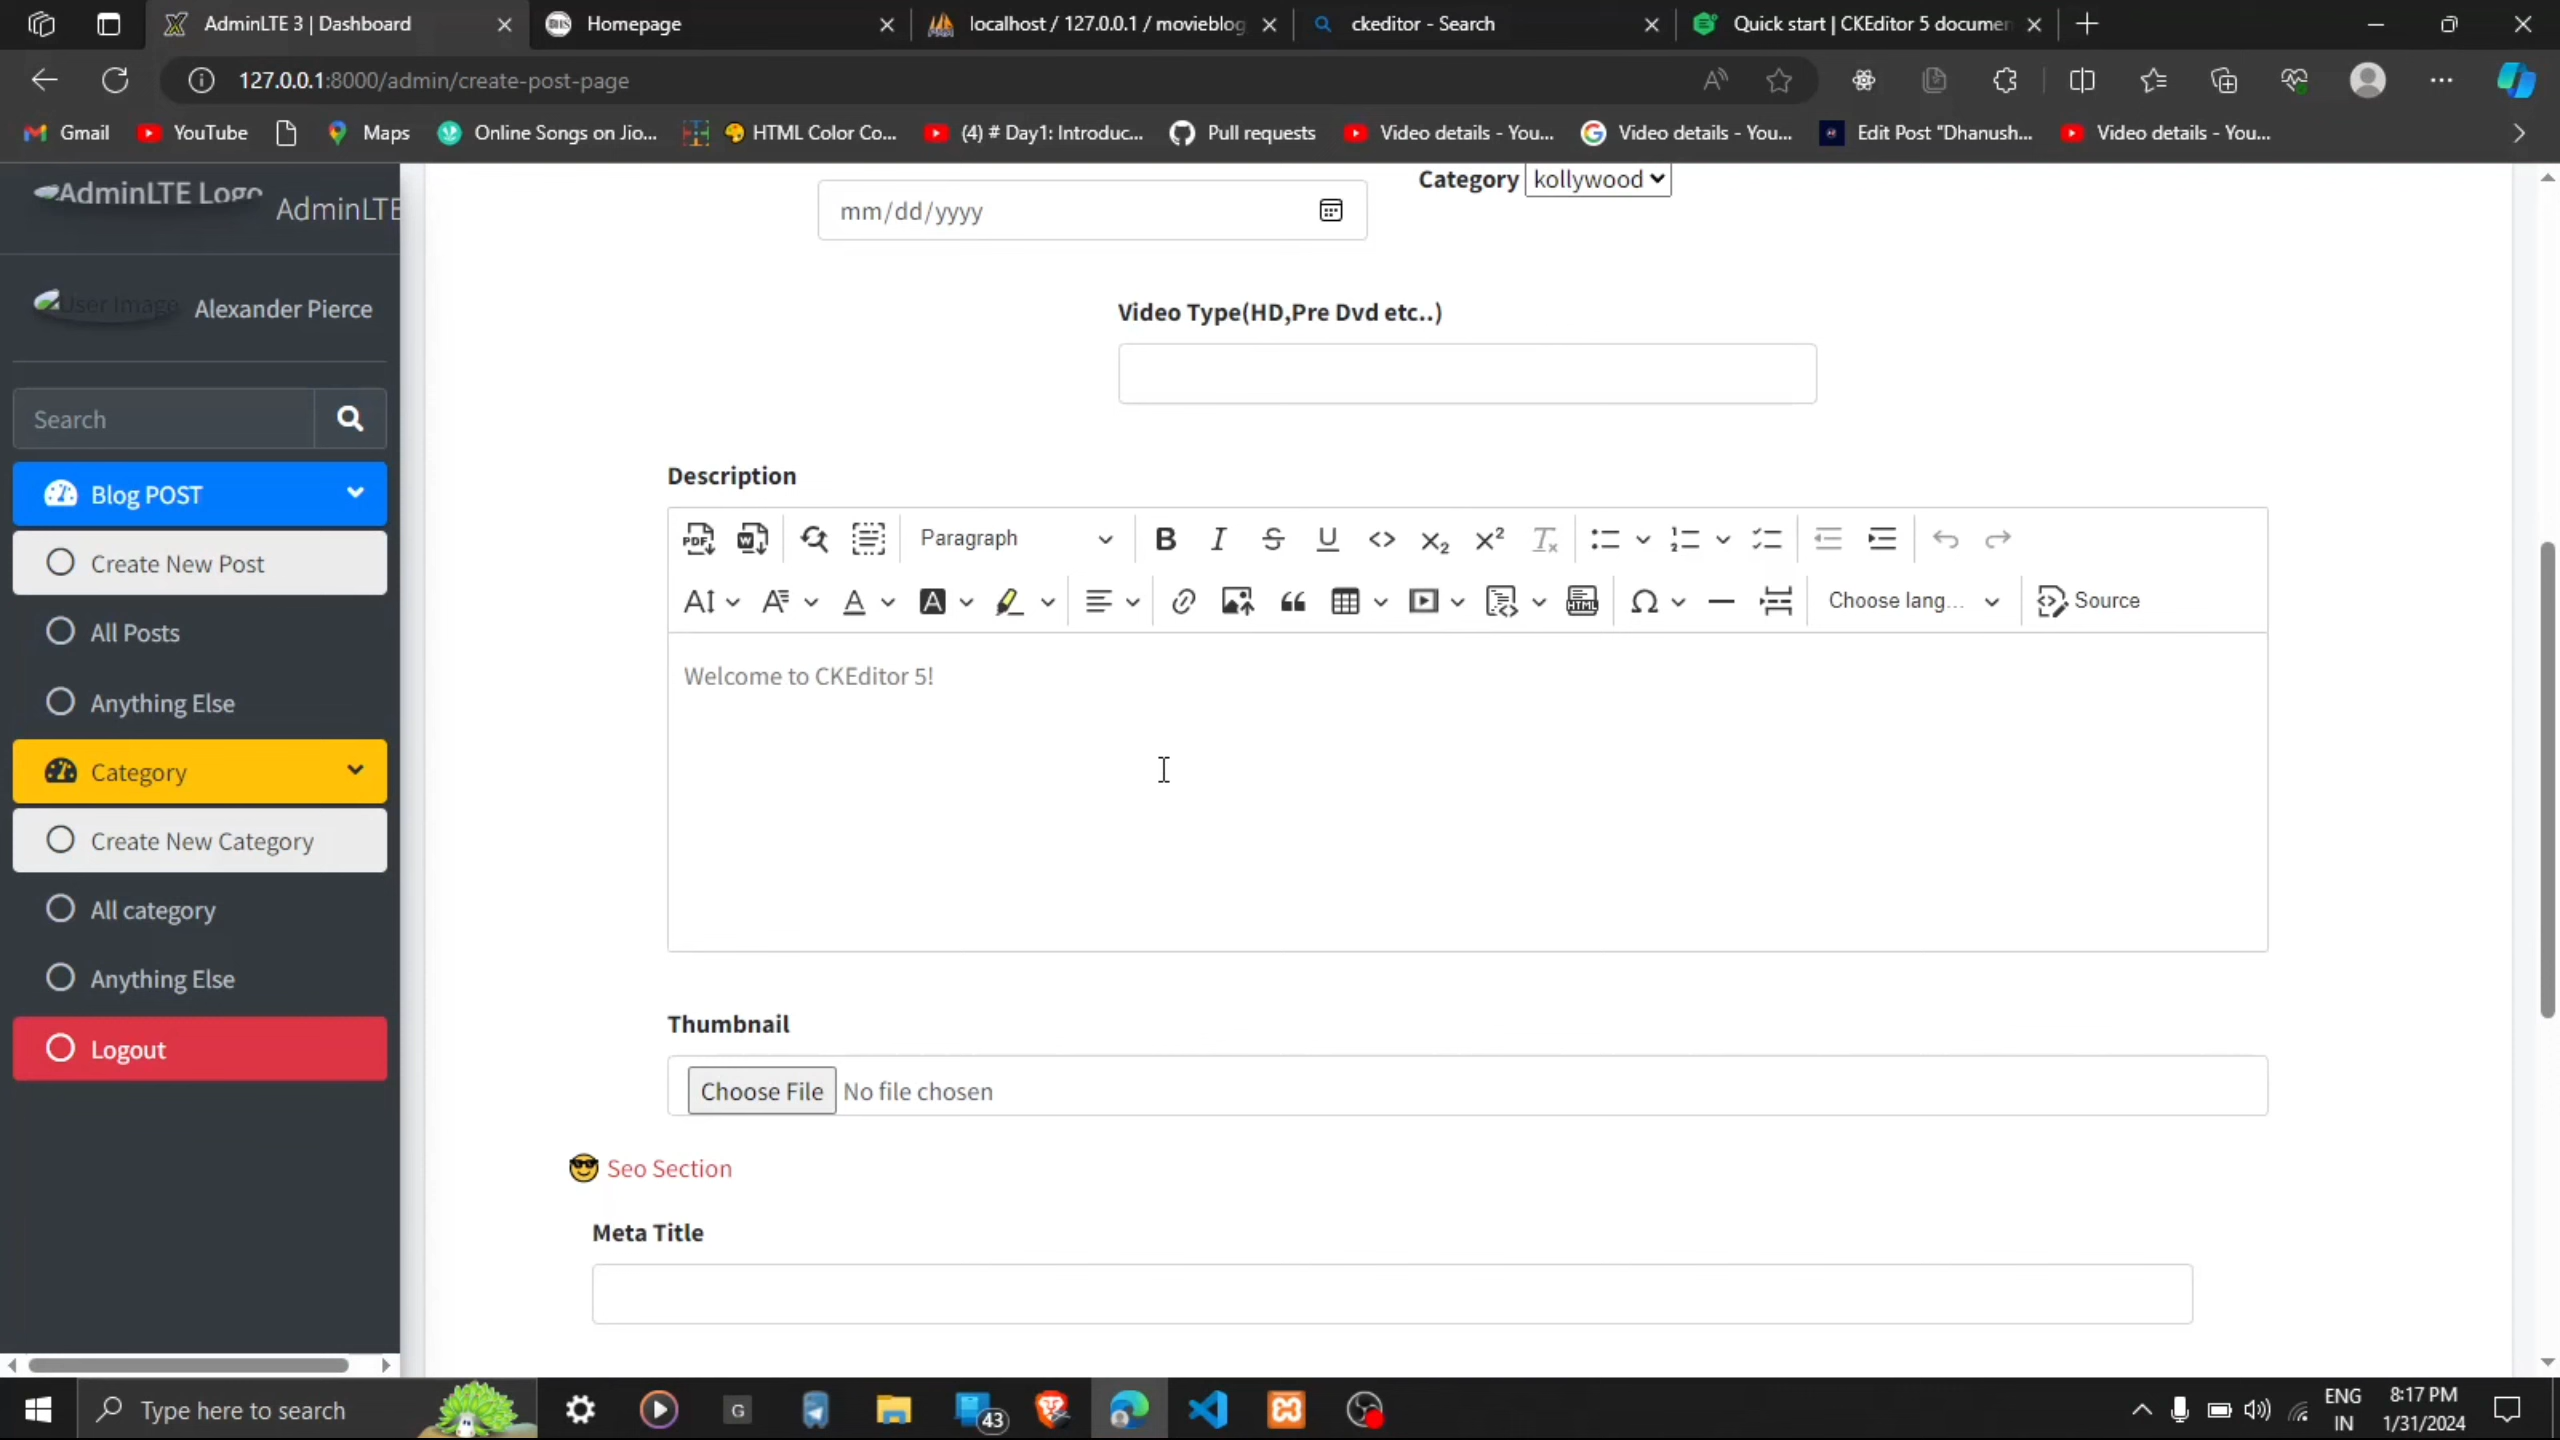 AdminLTE 3 | Dashboard
Homepage
localhost / 127.0.0.1 / movieblog
ckeditor - Search
Quick start | CKEditor 5 documen
127.0.0.1:8000/admin/create-post-page
Gmail
YouTube
Maps
Online Songs on Jio...
HTML Color Co...
(4) # Day1: Introduc...
Pull requests
Video details - You...
Video details - You...
Edit Post "Dhanush...
Video details - You...
AdminLTE Logo
AdminLTE
User Image
Alexander Pierce
Search
Blog POST
Create New Post
All Posts
Anything Else
Category
Create New Category
All category
Anything Else
Logout
mm/dd/yyyy
Category kollywood
Video Type(HD,Pre Dvd etc..)
Description
PDF
W
Paragraph
Choose lang...
HTML
Source
Welcome to CKEditor 5!
Thumbnail
Choose File No file chosen
Seo Section
Meta Title
Type here to search
G
43
ENG
IN
8:17 PM
1/31/2024